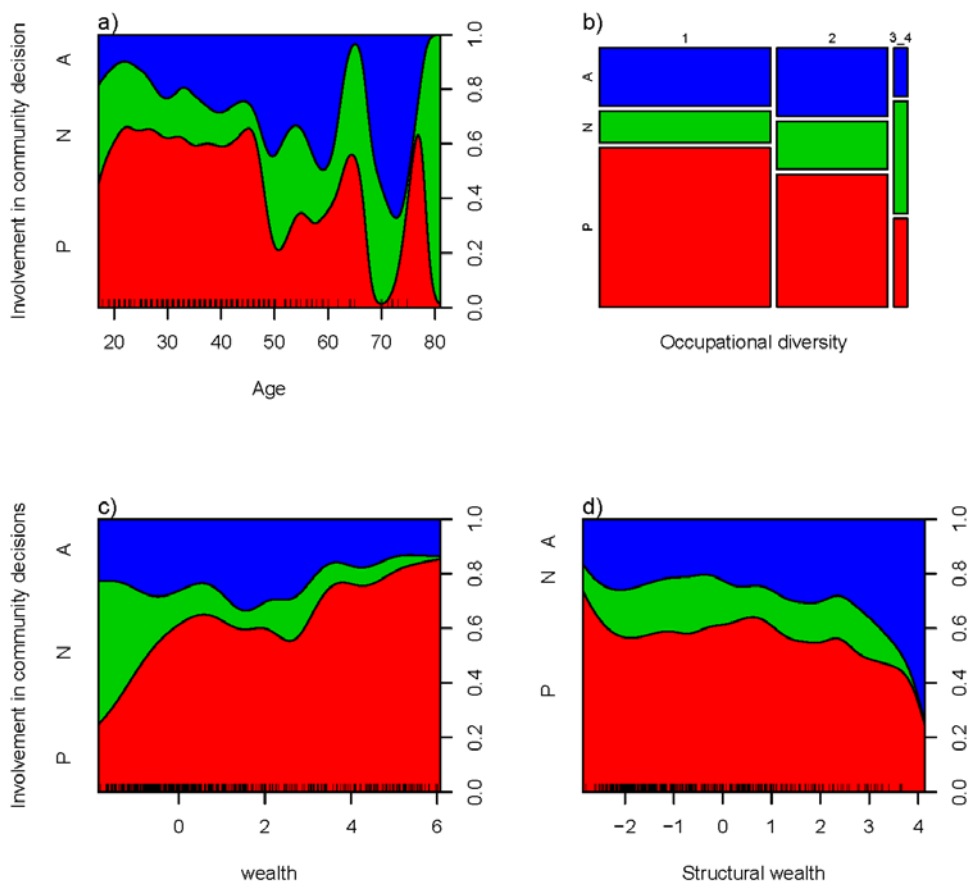 a)
Involvement in community decision
P N A
0.0 0.2 0.4 0.6 0.8 1.0
20 30 40 50 60 70 80
Age
b)
1 2 3_4
A
N
P
Occupational diversity
c)
Involvement in community decisions
P N A
0.0 0.2 0.4 0.6 0.8 1.0
0 2 4 6
wealth
d)
P N A
0.0 0.2 0.4 0.6 0.8 1.0
−2 −1 0 1 2 3 4
Structural wealth